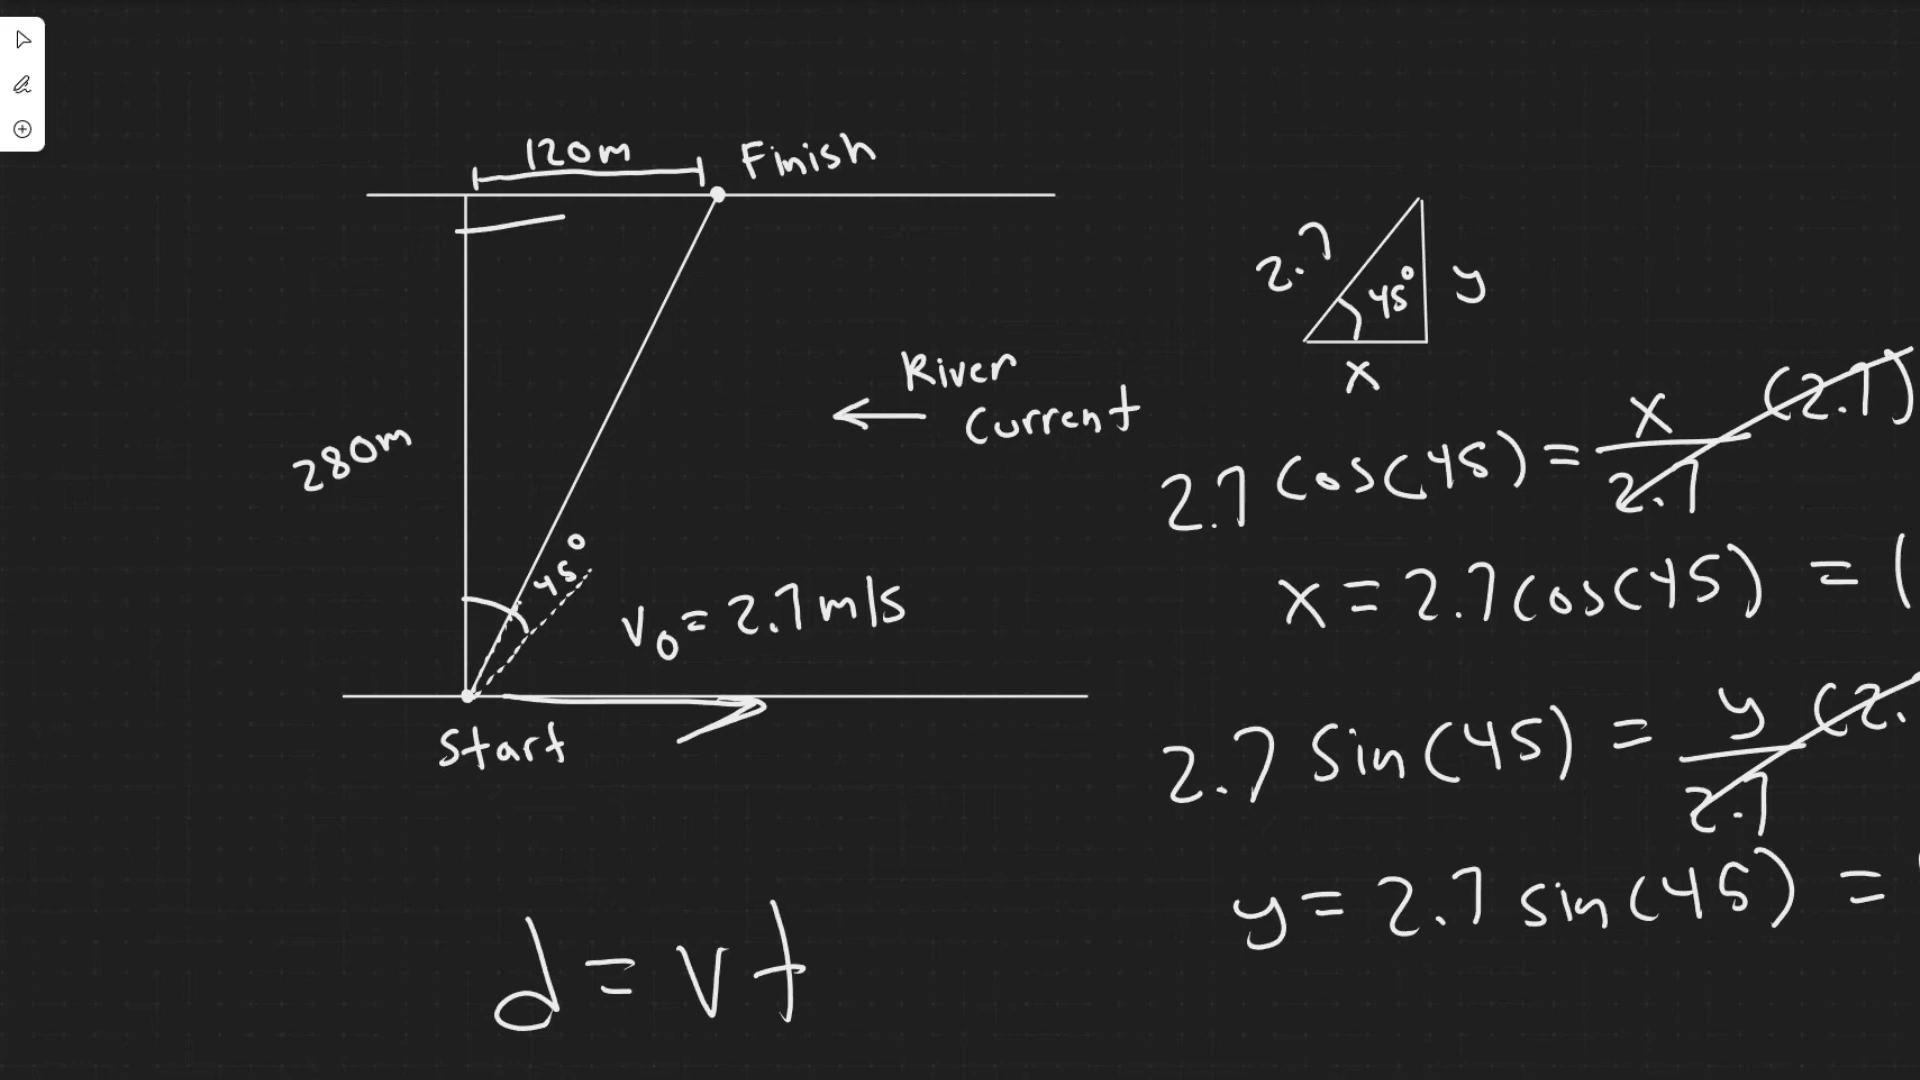 120m
Finish
280m
River
Current
45°
V₀ = 2.7 m/s
Start
d = vt
2.7
45°
y
x
2.7 cos(45) = x/2.7 (2.7)
x = 2.7 cos(45) = (
2.7 sin(45) = y/2.7 (2.
y = 2.7 sin(45) =